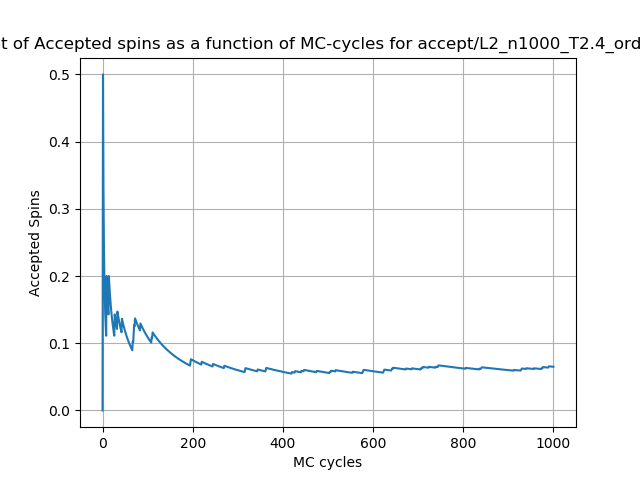 t of Accepted spins as a function of MC-cycles for accept/L2_n1000_T2.4_ord
0.5
0.4
0.3
0.2
0.1
0.0
Accepted Spins
0 200 400 600 800 1000
MC cycles